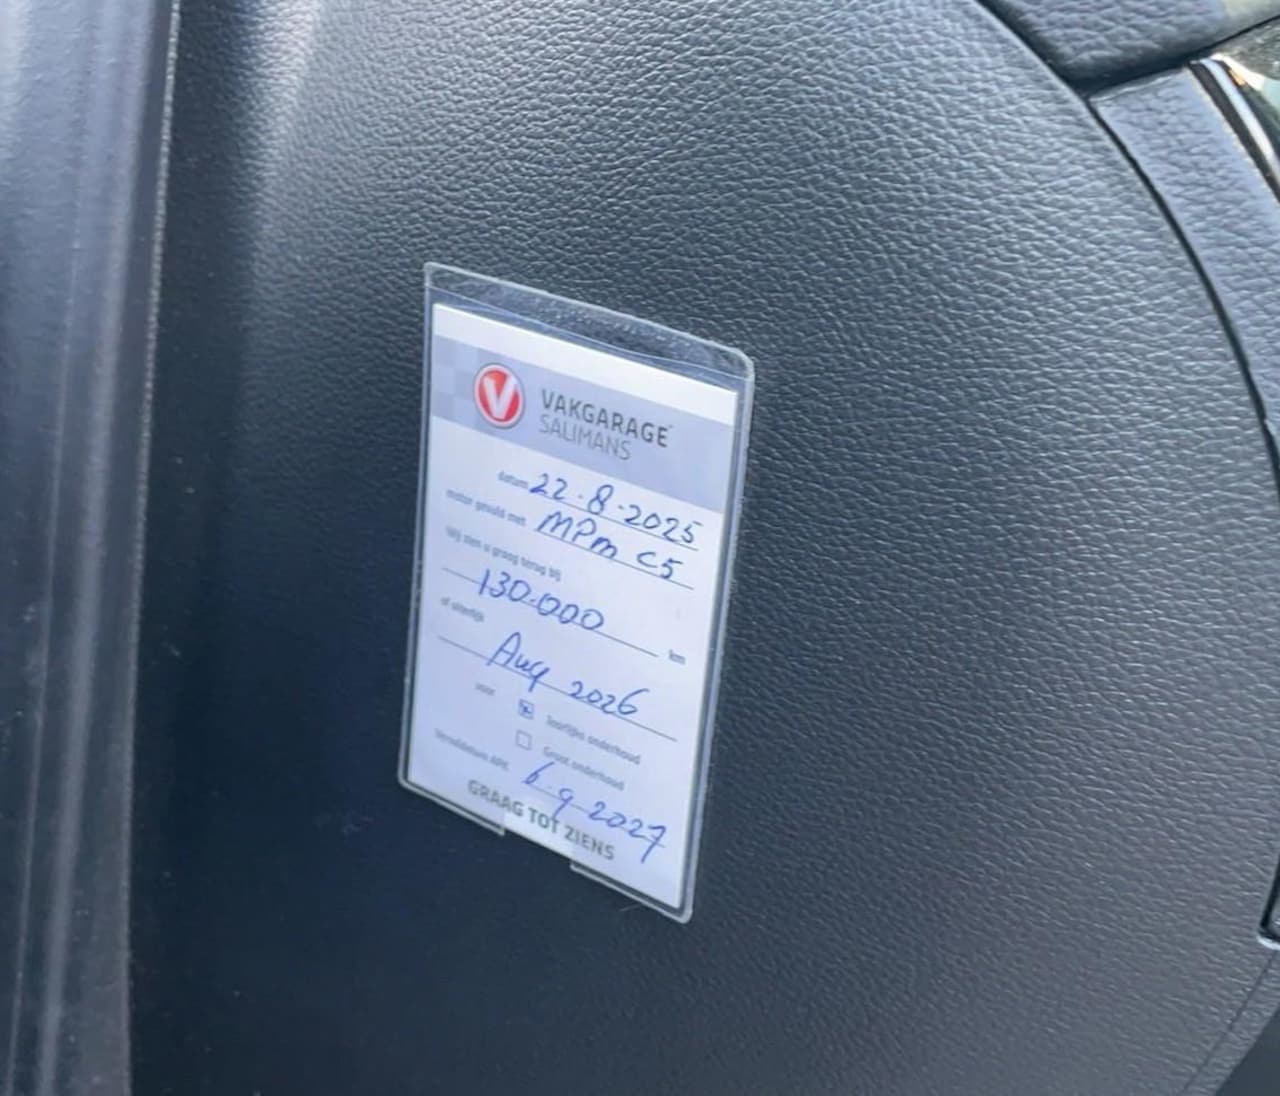 V
VAKGARAGE
SALIMANS
datum 22-8-2025
motor gevuld met MPM C5
Wij zien u graag terug bij
130.000 km
of uiterlijk
Aug 2026
voor
Jaarlijks onderhoud
Groot onderhoud
Vervaldatum APK 6-9-2027
GRAAG TOT ZIENS